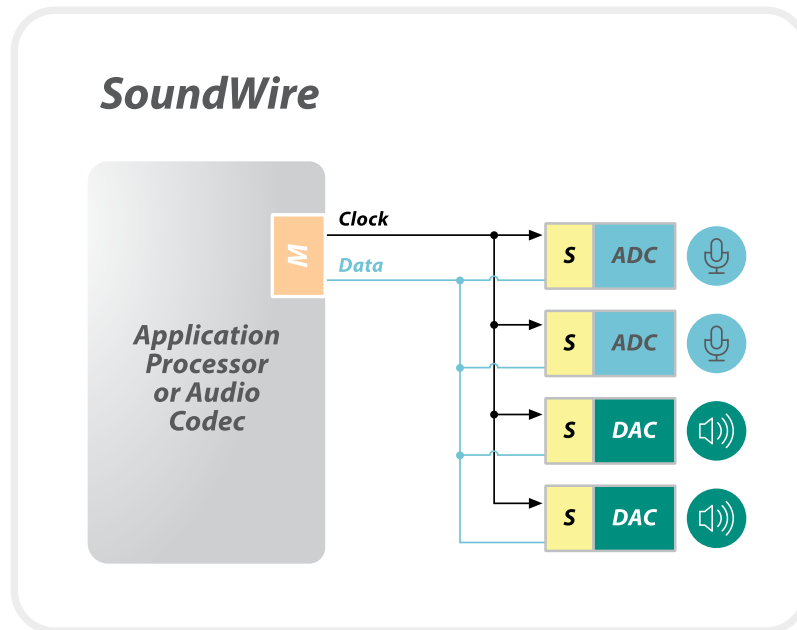 SoundWire
Clock
M
Data
Application
Processor
or Audio
Codec
S ADC
S ADC
S DAC
S DAC